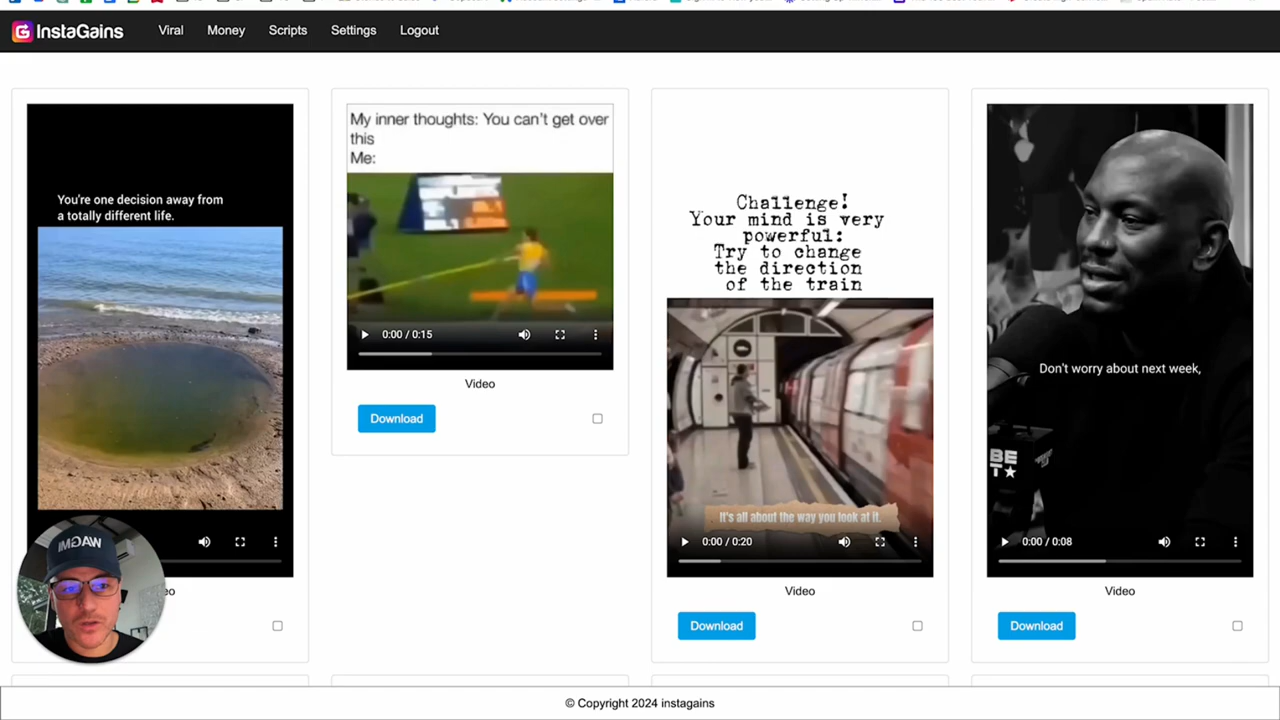 InstaGains
Viral
Money
Scripts
Settings
Logout
You're one decision away from
a totally different life.
My inner thoughts: You can't get over
this
Me:
0:00 / 0:15
Video
Download
Challenge!
Your mind is very
powerful:
Try to change
the direction
of the train
It's all about the way you look at it.
0:00 / 0:20
Video
Download
Don't worry about next week,
BE
T★
0:00 / 0:08
Video
Download
WAGMI
© Copyright 2024 instagains